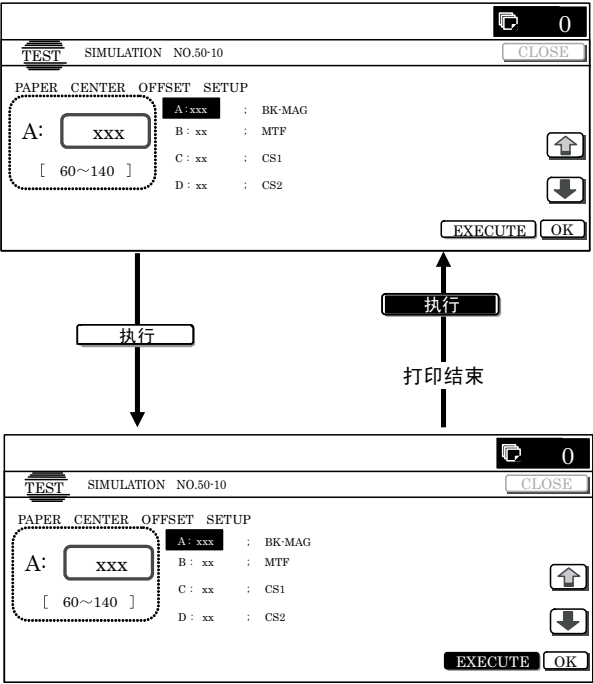 0
TEST SIMULATION NO.50-10 CLOSE
PAPER CENTER OFFSET SETUP
A: xxx
[ 60～140 ]
A:xxx ; BK-MAG
B: xx ; MTF
C: xx ; CS1
D: xx ; CS2
EXECUTE OK
执行
执行
打印结束
0
TEST SIMULATION NO.50-10 CLOSE
PAPER CENTER OFFSET SETUP
A: xxx
[ 60～140 ]
A: xxx ; BK-MAG
B: xx ; MTF
C: xx ; CS1
D: xx ; CS2
EXECUTE OK